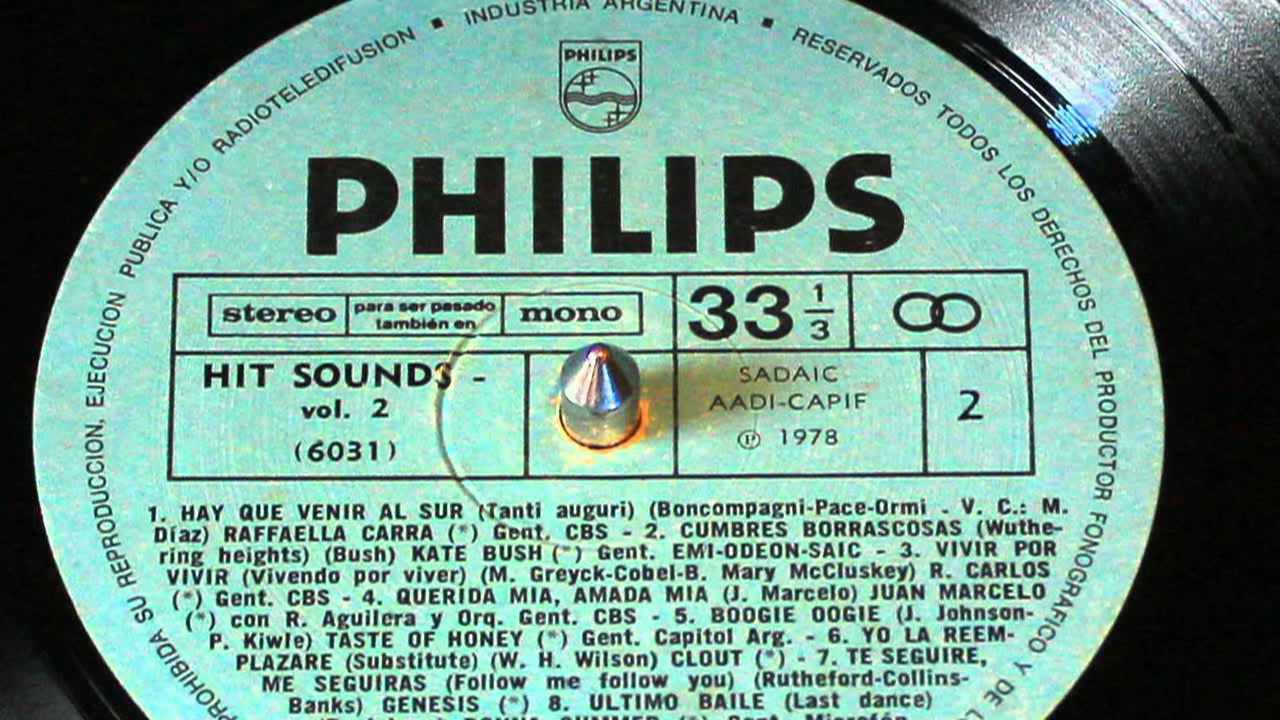 INDUSTRIA ARGENTINA ▪ RESERVADOS TODOS LOS DERECHOS DEL PRODUCTOR FONOGRAFICO Y DE
PROHIBIDA SU REPRODUCCION, EJECUCION PUBLICA Y/O RADIOTELEDIFUSION ▪
PHILIPS
PHILIPS
stereo para ser pasado también en mono 33 1/3
HIT SOUNDS -
vol. 2
(6031)
SADAIC
AADI-CAPIF
Ⓟ 1978
2
1. HAY QUE VENIR AL SUR (Tanti auguri) (Boncompagni-Pace-Ormi - V. C.: M.
Díaz) RAFFAELLA CARRA (*) Gent. CBS - 2. CUMBRES BORRASCOSAS (Wuthe-
ring heights) (Bush) KATE BUSH (*) Gent. EMI-ODEON-SAIC - 3. VIVIR POR
VIVIR (Vivendo por viver) (M. Greyck-Cobel-B. Mary McCluskey) R. CARLOS
(*) Gent. CBS - 4. QUERIDA MIA, AMADA MIA (J. Marcelo) JUAN MARCELO
(*) con R. Aguilera y Orq. Gent. CBS - 5. BOOGIE OOGIE (J. Johnson-
P. Kiwle) TASTE OF HONEY (*) Gent. Capitol Arg. - 6. YO LA REEM-
PLAZARE (Substitute) (W. H. Wilson) CLOUT (*) - 7. TE SEGUIRE,
ME SEGUIRAS (Follow me follow you) (Rutheford-Collins-
Banks) GENESIS (*) 8. ULTIMO BAILE (Last dance)